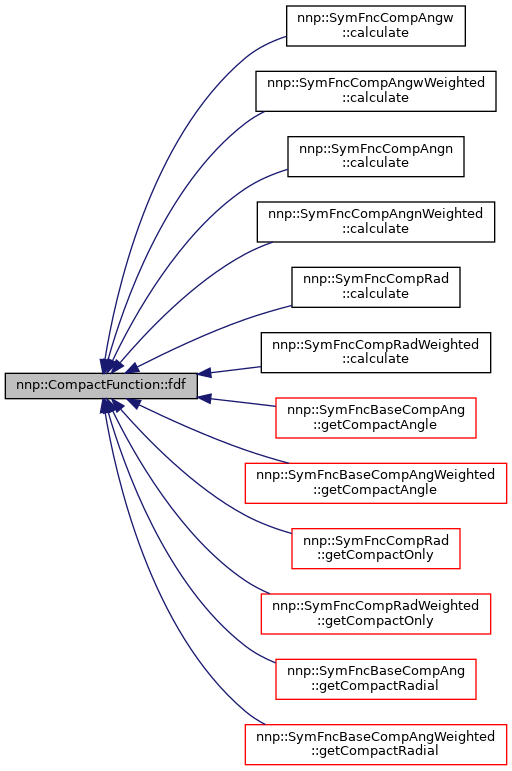 nnp::SymFncCompAngw
::calculate
nnp::SymFncCompAngwWeighted
::calculate
nnp::SymFncCompAngn
::calculate
nnp::SymFncCompAngnWeighted
::calculate
nnp::SymFncCompRad
::calculate
nnp::SymFncCompRadWeighted
::calculate
nnp::CompactFunction::fdf
nnp::SymFncBaseCompAng
::getCompactAngle
nnp::SymFncBaseCompAngWeighted
::getCompactAngle
nnp::SymFncCompRad
::getCompactOnly
nnp::SymFncCompRadWeighted
::getCompactOnly
nnp::SymFncBaseCompAng
::getCompactRadial
nnp::SymFncBaseCompAngWeighted
::getCompactRadial